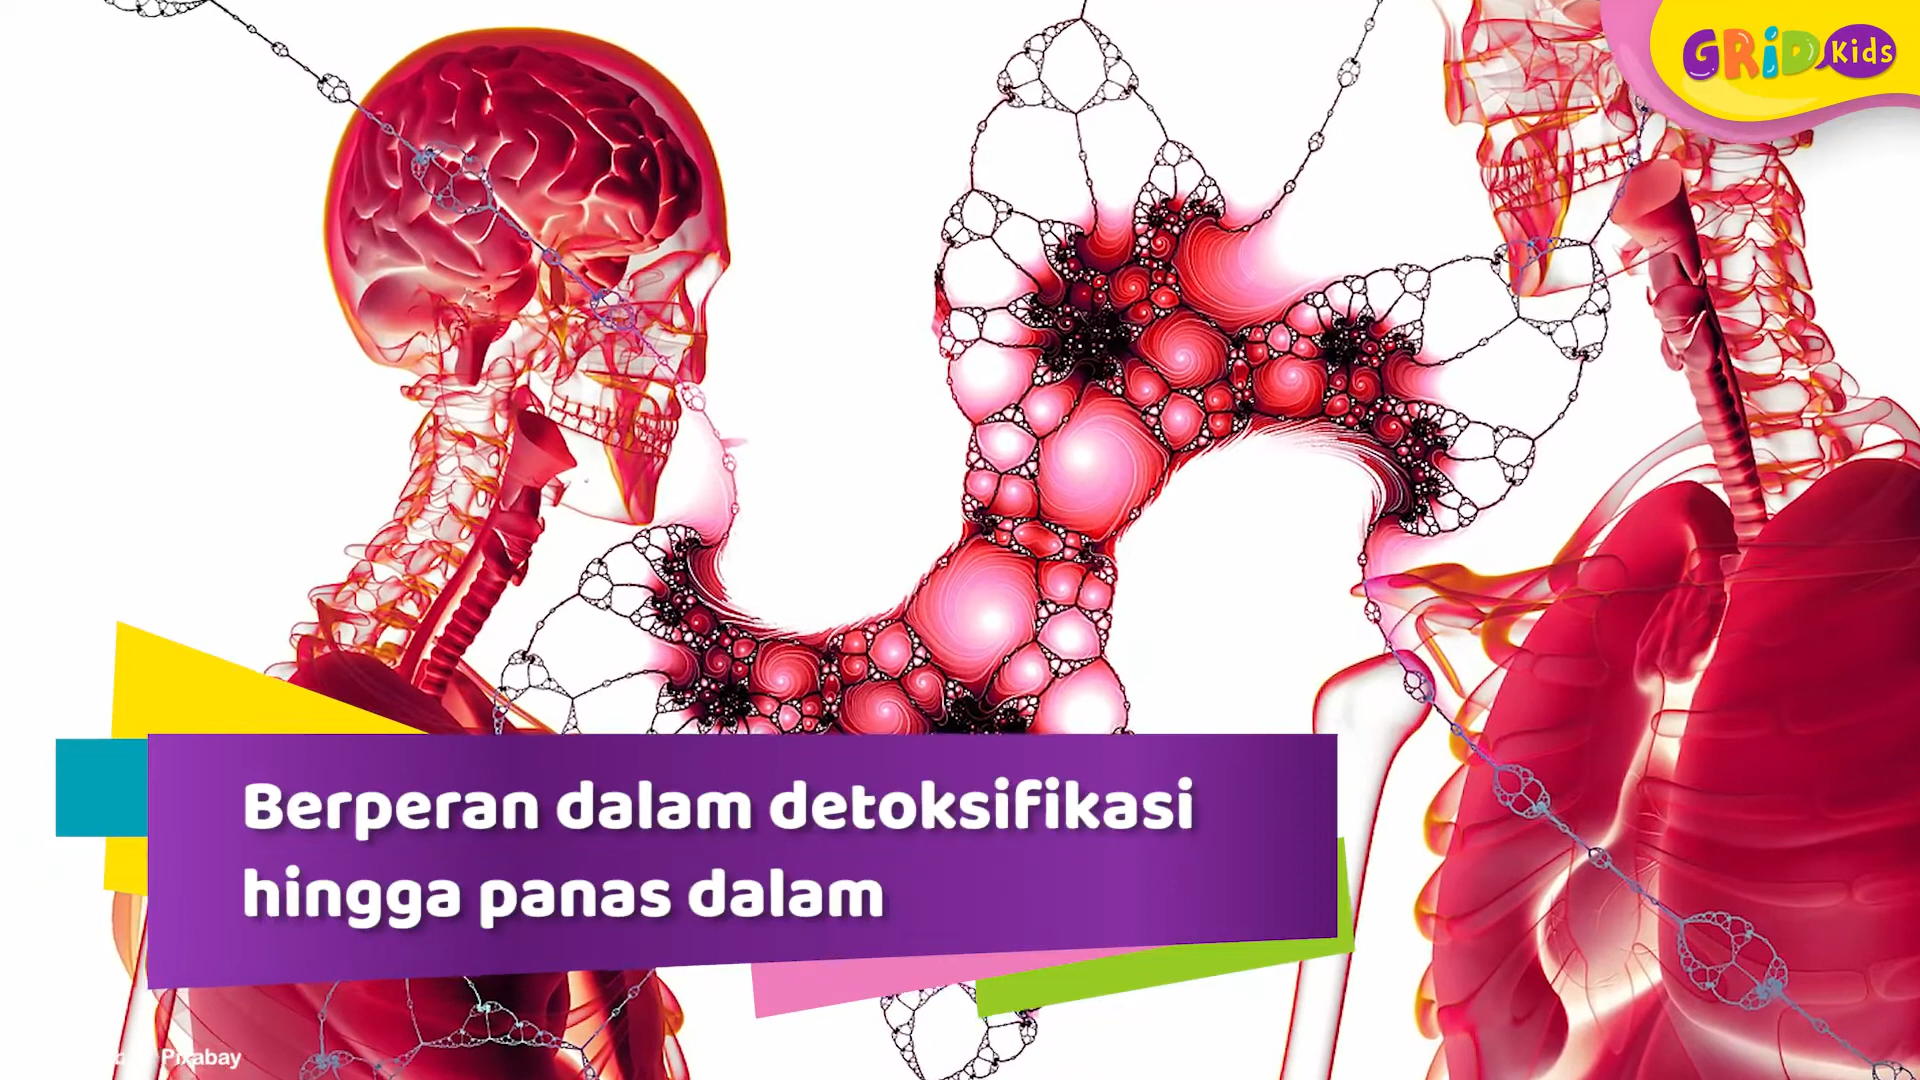 GRiD Kids
Berperan dalam detoksifikasi
hingga panas dalam
Pixabay